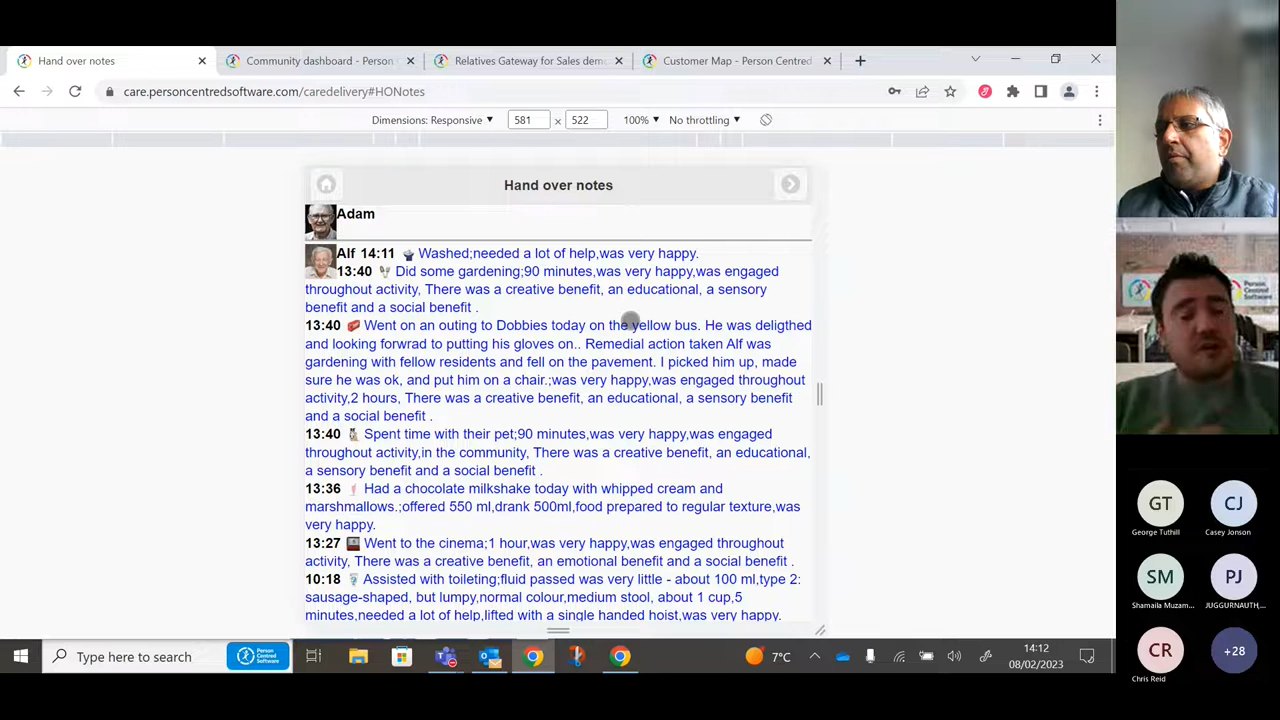 Hand over notes
Community dashboard - Person
Relatives Gateway for Sales dem
Customer Map - Person Centred
care.personcentredsoftware.com/caredelivery#HONotes
Dimensions: Responsive 581 x 522 100% No throttling
Hand over notes
Adam
Alf 14:11 Washed;needed a lot of help,was very happy.
13:40 Did some gardening;90 minutes,was very happy,was engaged
throughout activity, There was a creative benefit, an educational, a sensory
benefit and a social benefit .
13:40 Went on an outing to Dobbies today on the yellow bus. He was deligthed
and looking forwrad to putting his gloves on.. Remedial action taken Alf was
gardening with fellow residents and fell on the pavement. I picked him up, made
sure he was ok, and put him on a chair.;was very happy,was engaged throughout
activity,2 hours, There was a creative benefit, an educational, a sensory benefit
and a social benefit .
13:40 Spent time with their pet;90 minutes,was very happy,was engaged
throughout activity,in the community, There was a creative benefit, an educational,
a sensory benefit and a social benefit .
13:36 Had a chocolate milkshake today with whipped cream and
marshmallows.;offered 550 ml,drank 500ml,food prepared to regular texture,was
very happy.
13:27 Went to the cinema;1 hour,was very happy,was engaged throughout
activity, There was a creative benefit, an emotional benefit and a social benefit .
10:18 Assisted with toileting;fluid passed was very little - about 100 ml,type 2:
sausage-shaped, but lumpy,normal colour,medium stool, about 1 cup,5
minutes,needed a lot of help,lifted with a single handed hoist,was very happy.
Type here to search
Person
Centred
Software
7°C
14:12
08/02/2023
Person
Centred
Software
GT
George Tuthill
CJ
Casey Jonson
SM
Shamaila Muzam...
PJ
JUGGURNAUTH,...
CR
Chris Reid
+28